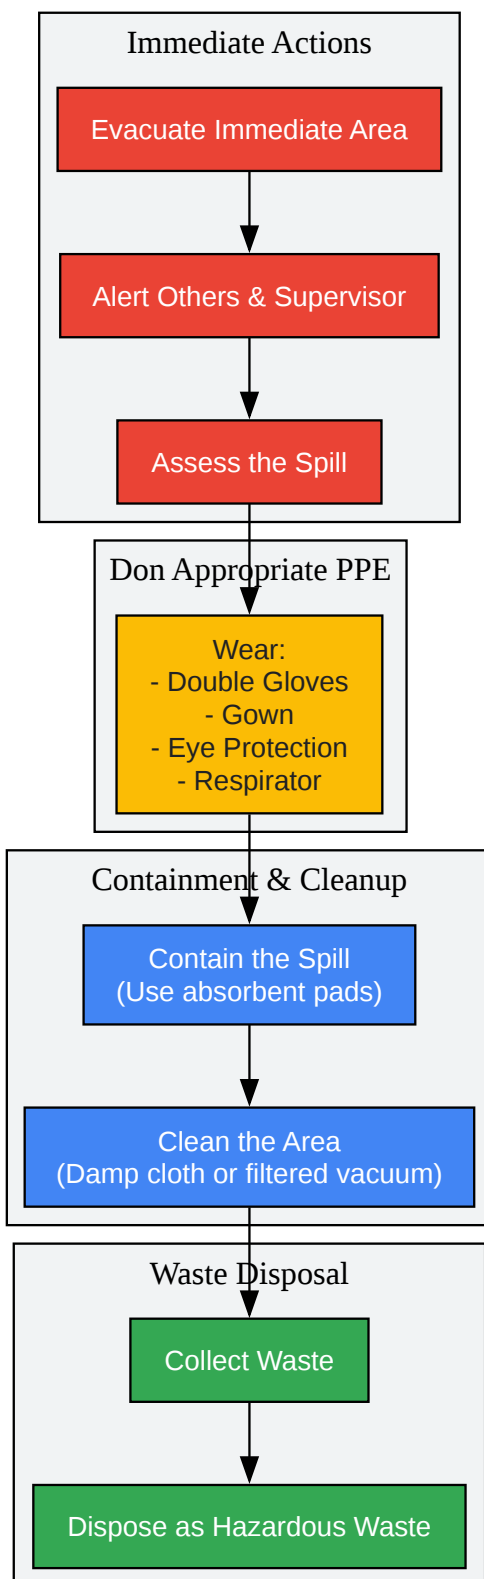 Immediate Actions
Evacuate Immediate Area
Alert Others & Supervisor
Assess the Spill
Don Appropriate PPE
Wear:
- Double Gloves
- Gown
- Eye Protection
- Respirator
Containment & Cleanup
Contain the Spill
(Use absorbent pads)
Clean the Area
(Damp cloth or filtered vacuum)
Waste Disposal
Collect Waste
Dispose as Hazardous Waste